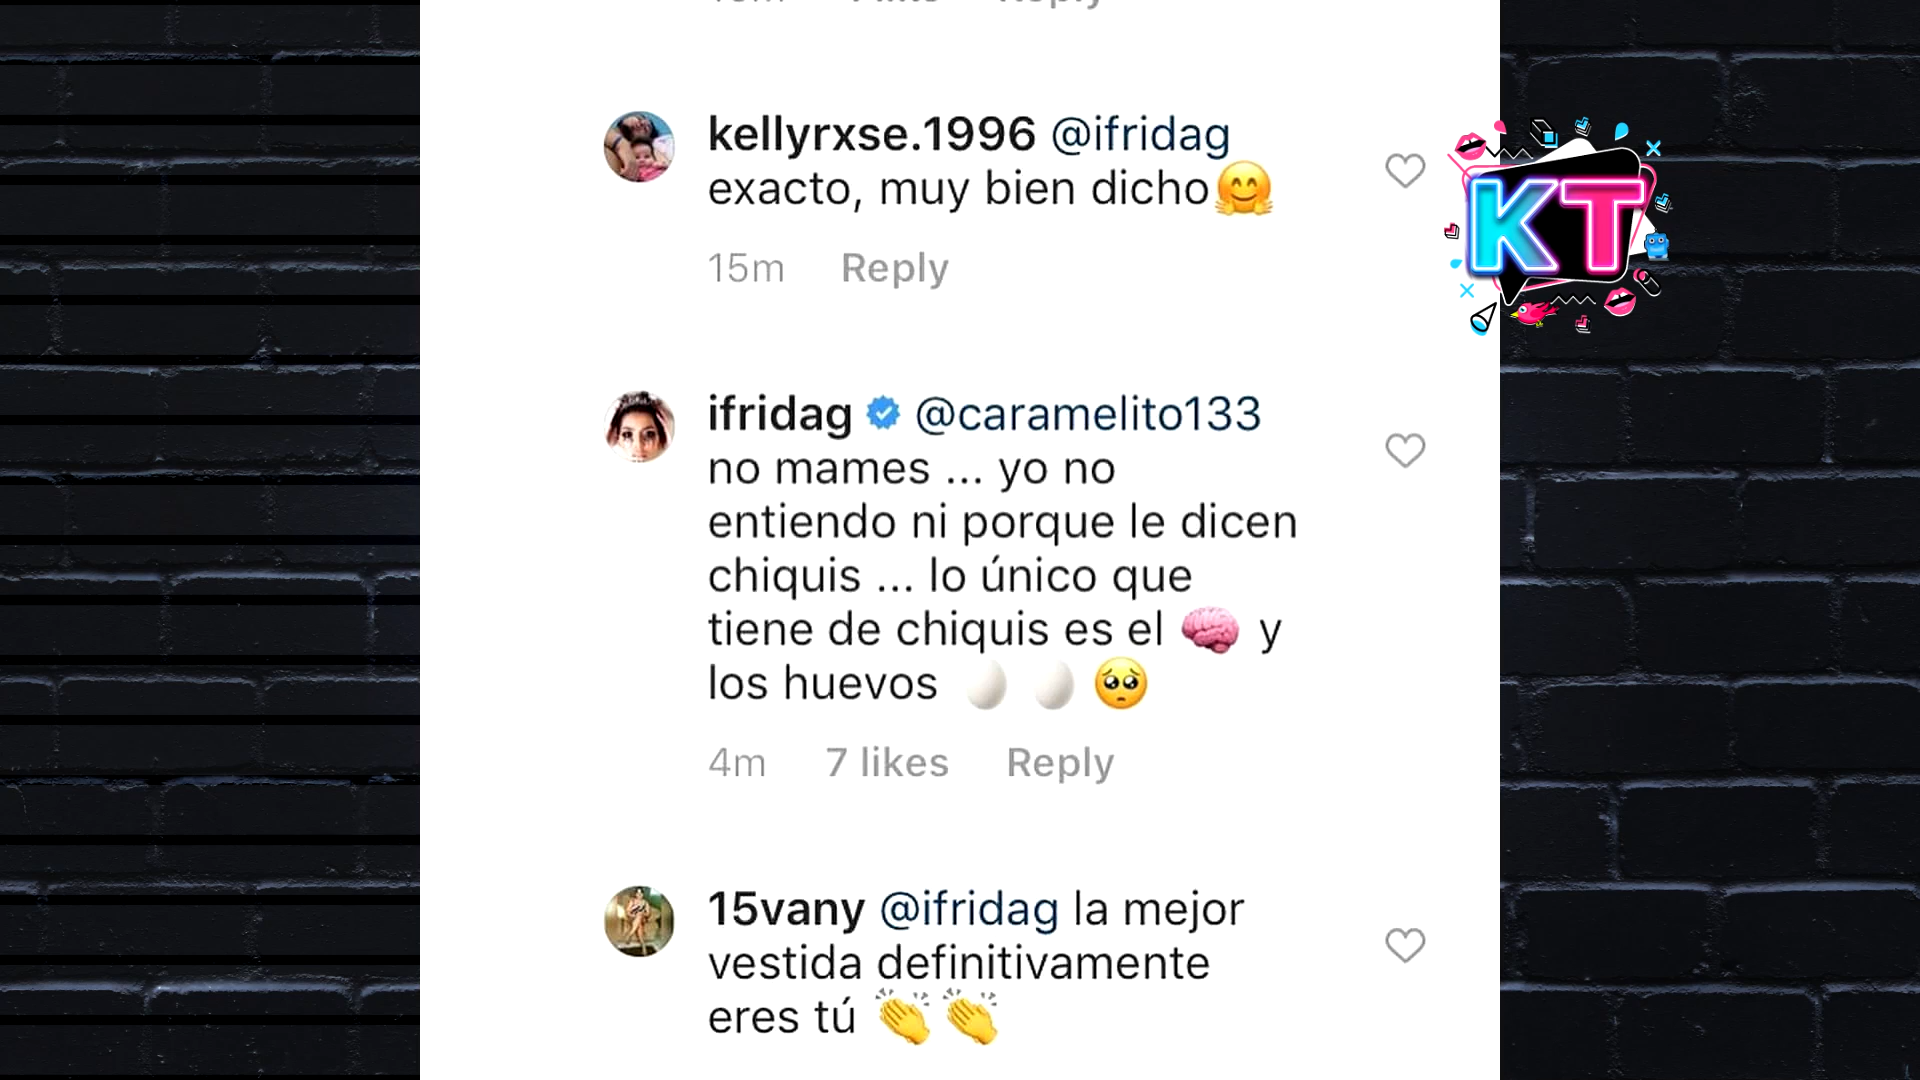 kellyrxse.1996 @ifridag
exacto, muy bien dicho🤗
15m Reply
KT
ifridag @caramelito133
no mames ... yo no
entiendo ni porque le dicen
chiquis ... lo único que
tiene de chiquis es el 🧠 y
los huevos 🥚 🥚 🥺
4m 7 likes Reply
15vany @ifridag la mejor
vestida definitivamente
eres tú 👏 👏